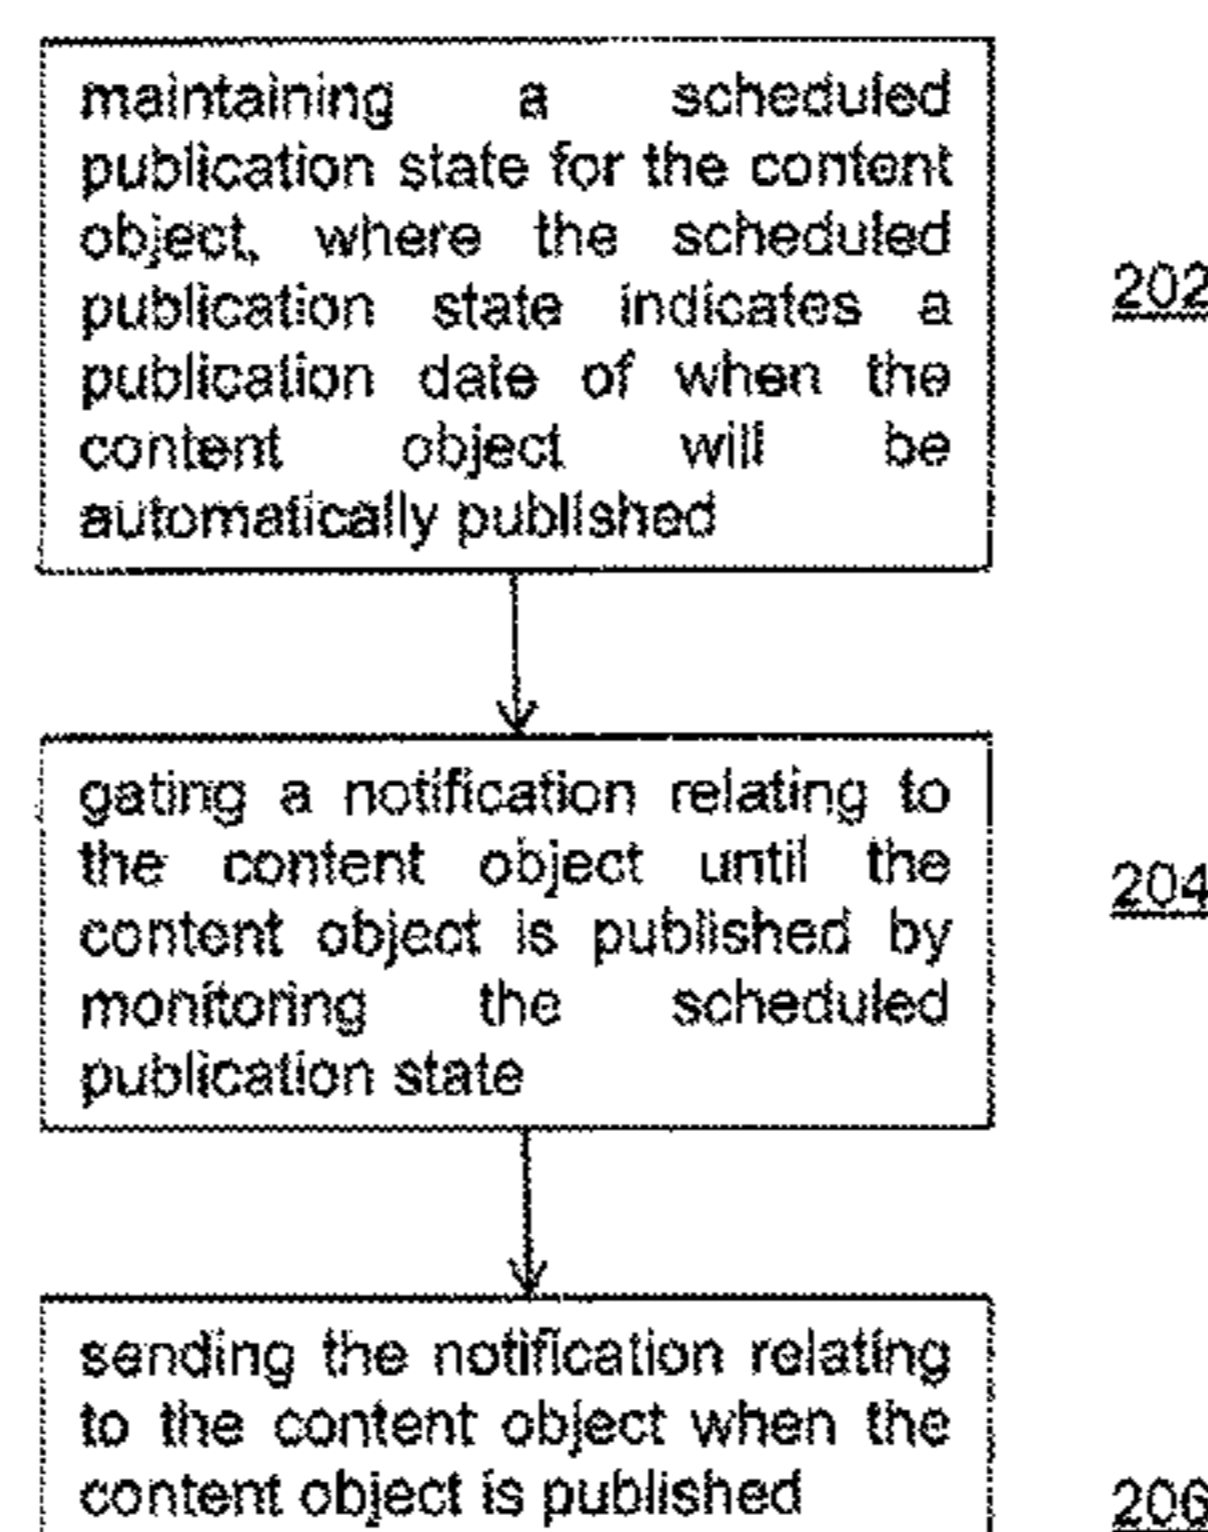 maintaining a scheduled
publication state for the content
object, where the scheduled
publication state indicates a
publication date of when the
content object will be
automatically published
202
gating a notification relating to
the content object until the
content object is published by
monitoring the scheduled
publication state
204
sending the notification relating
to the content object when the
content object is published
206